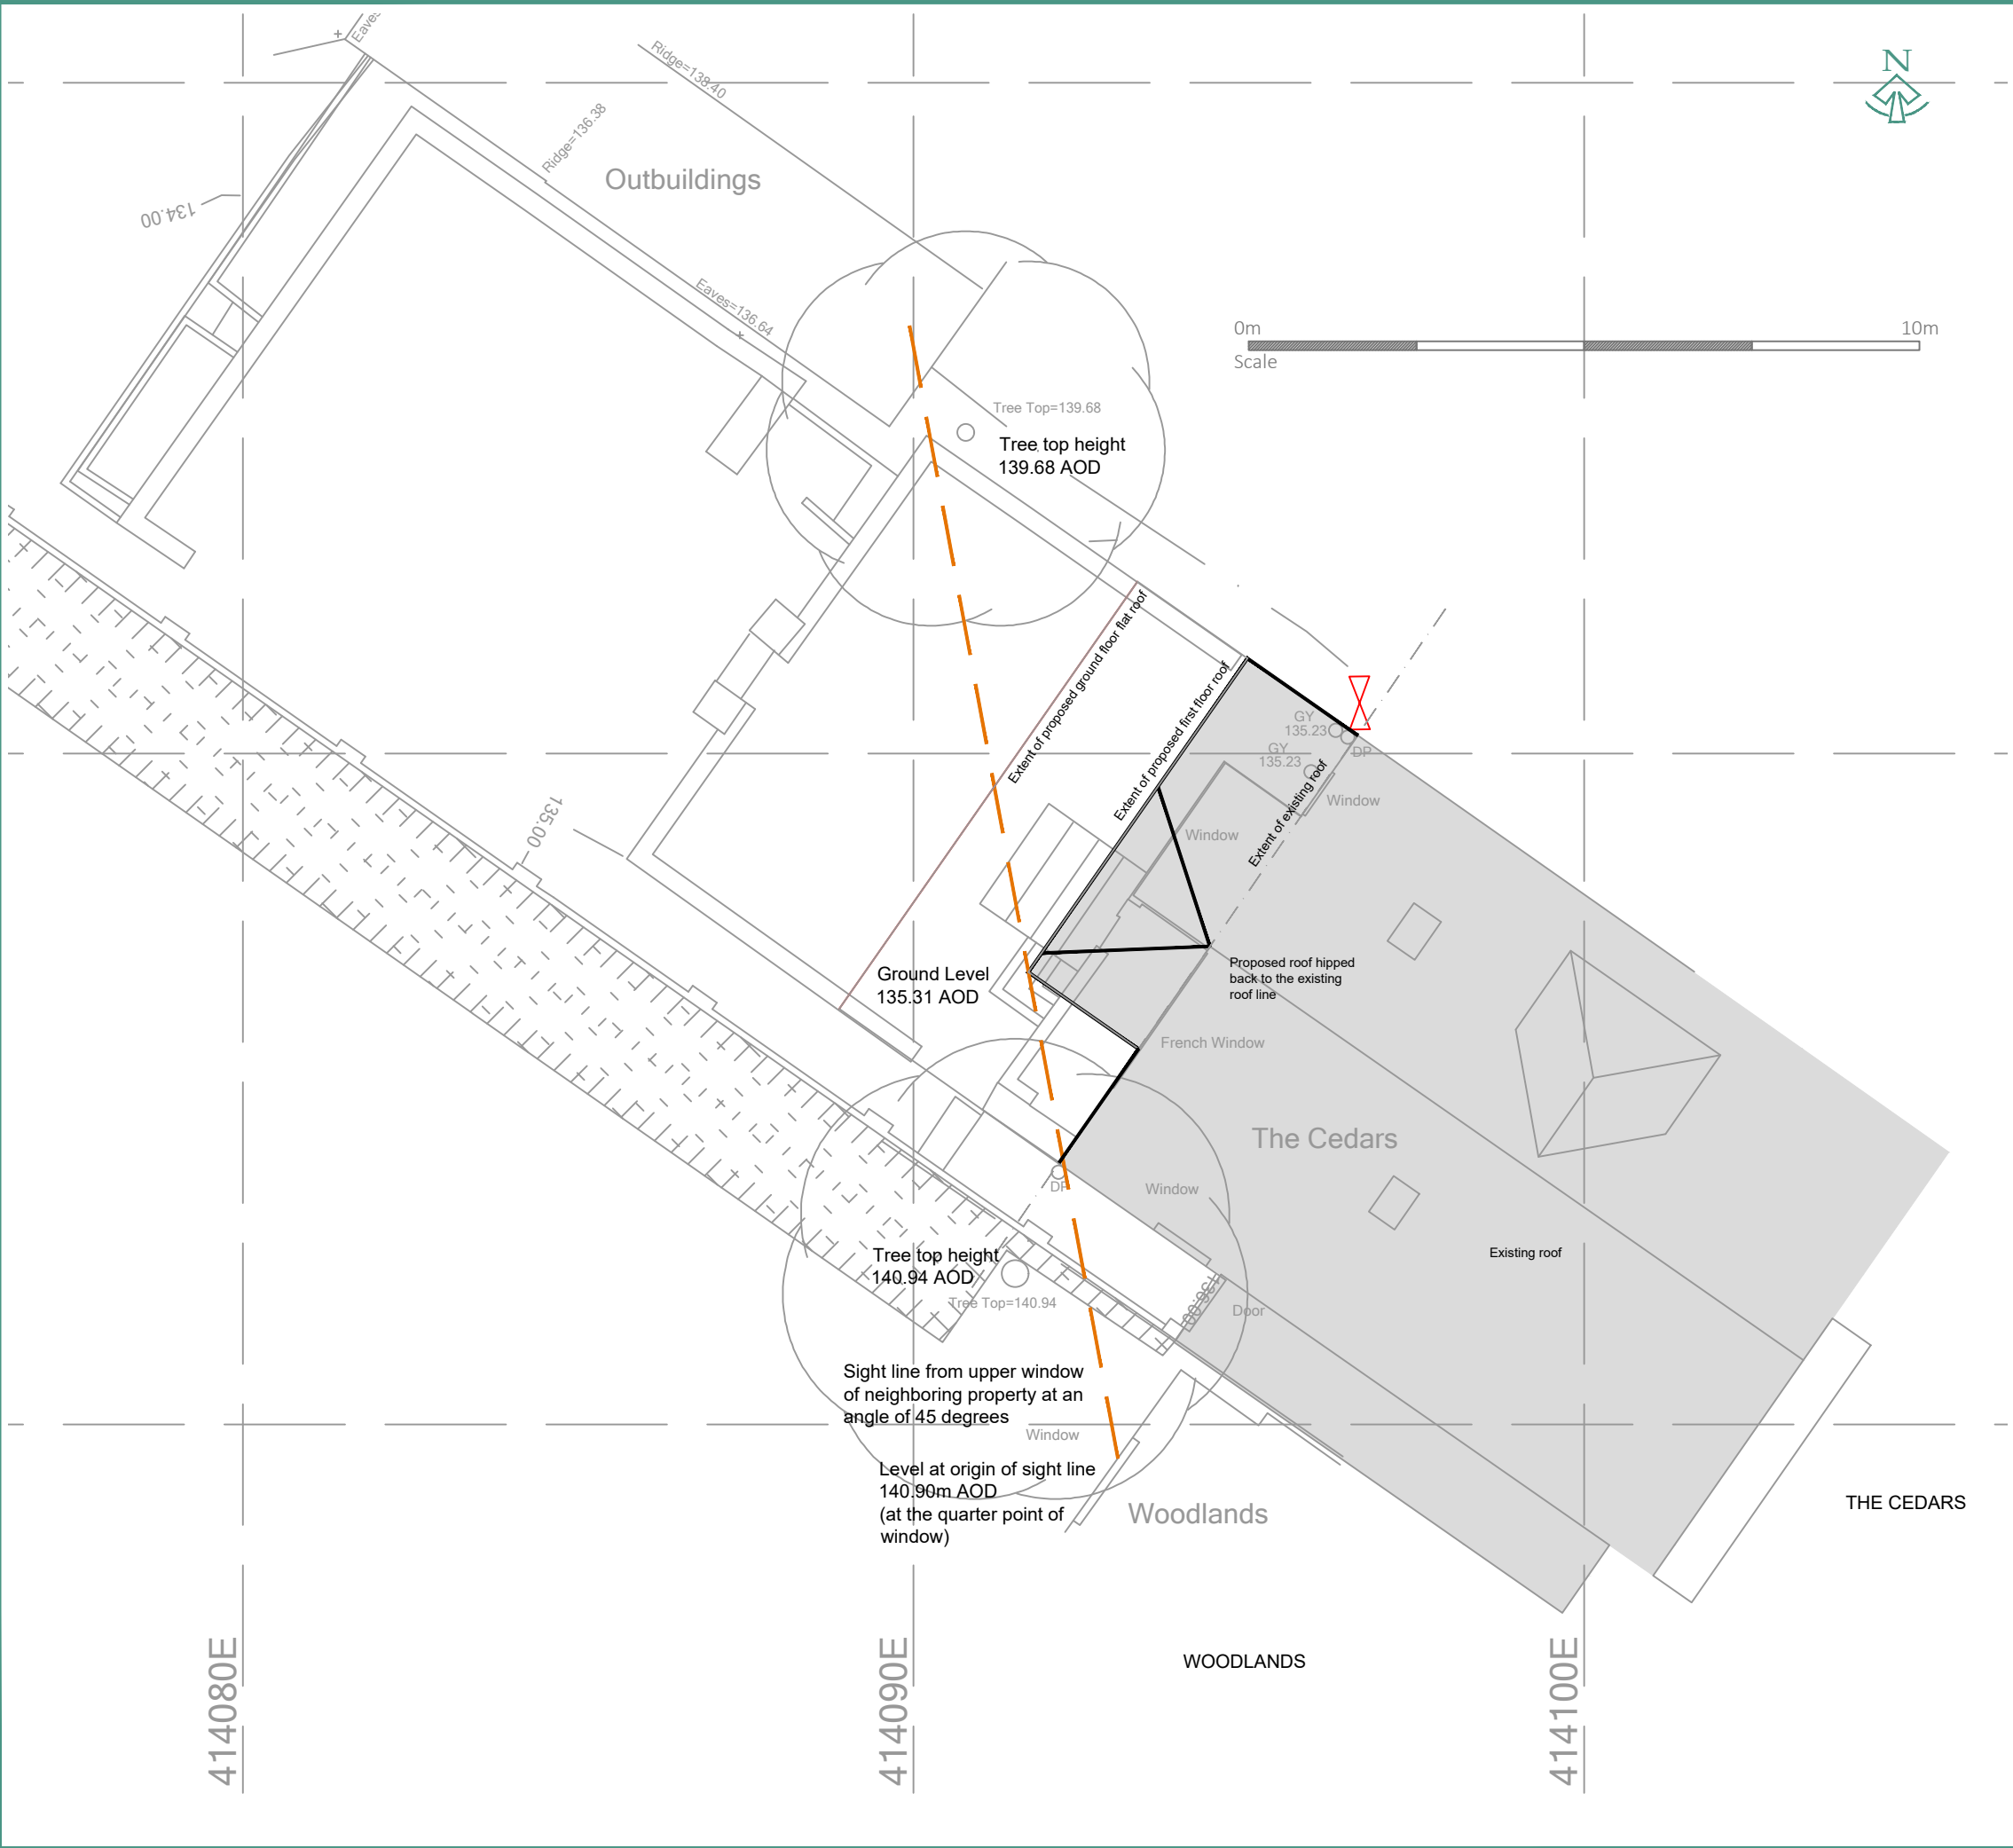 Eaves
Ridge=138.40
N
Ridge=136.38
Outbuildings
134.00
Eaves=136.64
0m
10m
Scale
Tree Top=139.68
Tree top height
139.68 AOD
Extent of proposed ground floor flat roof
Extent of proposed first floor roof
GY
135.23
DP
GY
135.23
Extent of existing roof
Window
Window
135.00
Proposed roof hipped
back to the existing
roof line
Ground Level
135.31 AOD
French Window
The Cedars
DP
Window
Tree top height
140.94 AOD
Tree Top=140.94
136.00
Door
Existing roof
Sight line from upper window
of neighboring property at an
angle of 45 degrees
Window
Level at origin of sight line
140.90m AOD
(at the quarter point of
window)
Woodlands
THE CEDARS
WOODLANDS
414080E
414090E
414100E